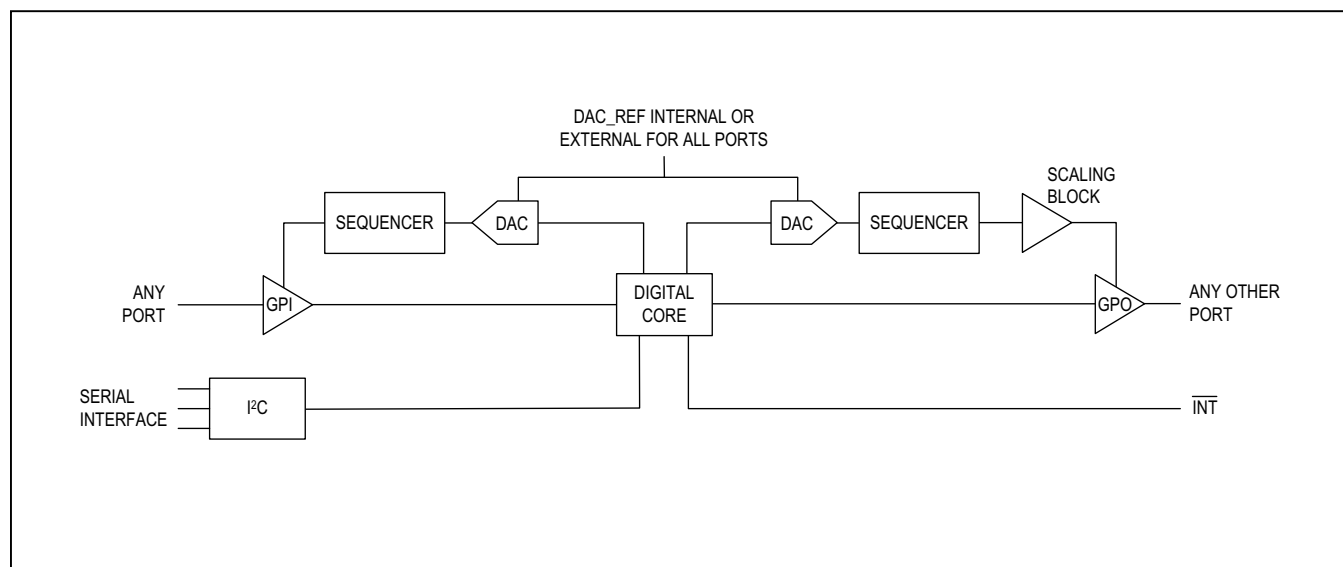 DAC_REF INTERNAL OR
EXTERNAL FOR ALL PORTS
SCALING
BLOCK
SEQUENCER
DAC
DAC
SEQUENCER
ANY
PORT
GPI
DIGITAL
CORE
GPO
ANY OTHER
PORT
SERIAL
INTERFACE
I²C
I̅N̅T̅